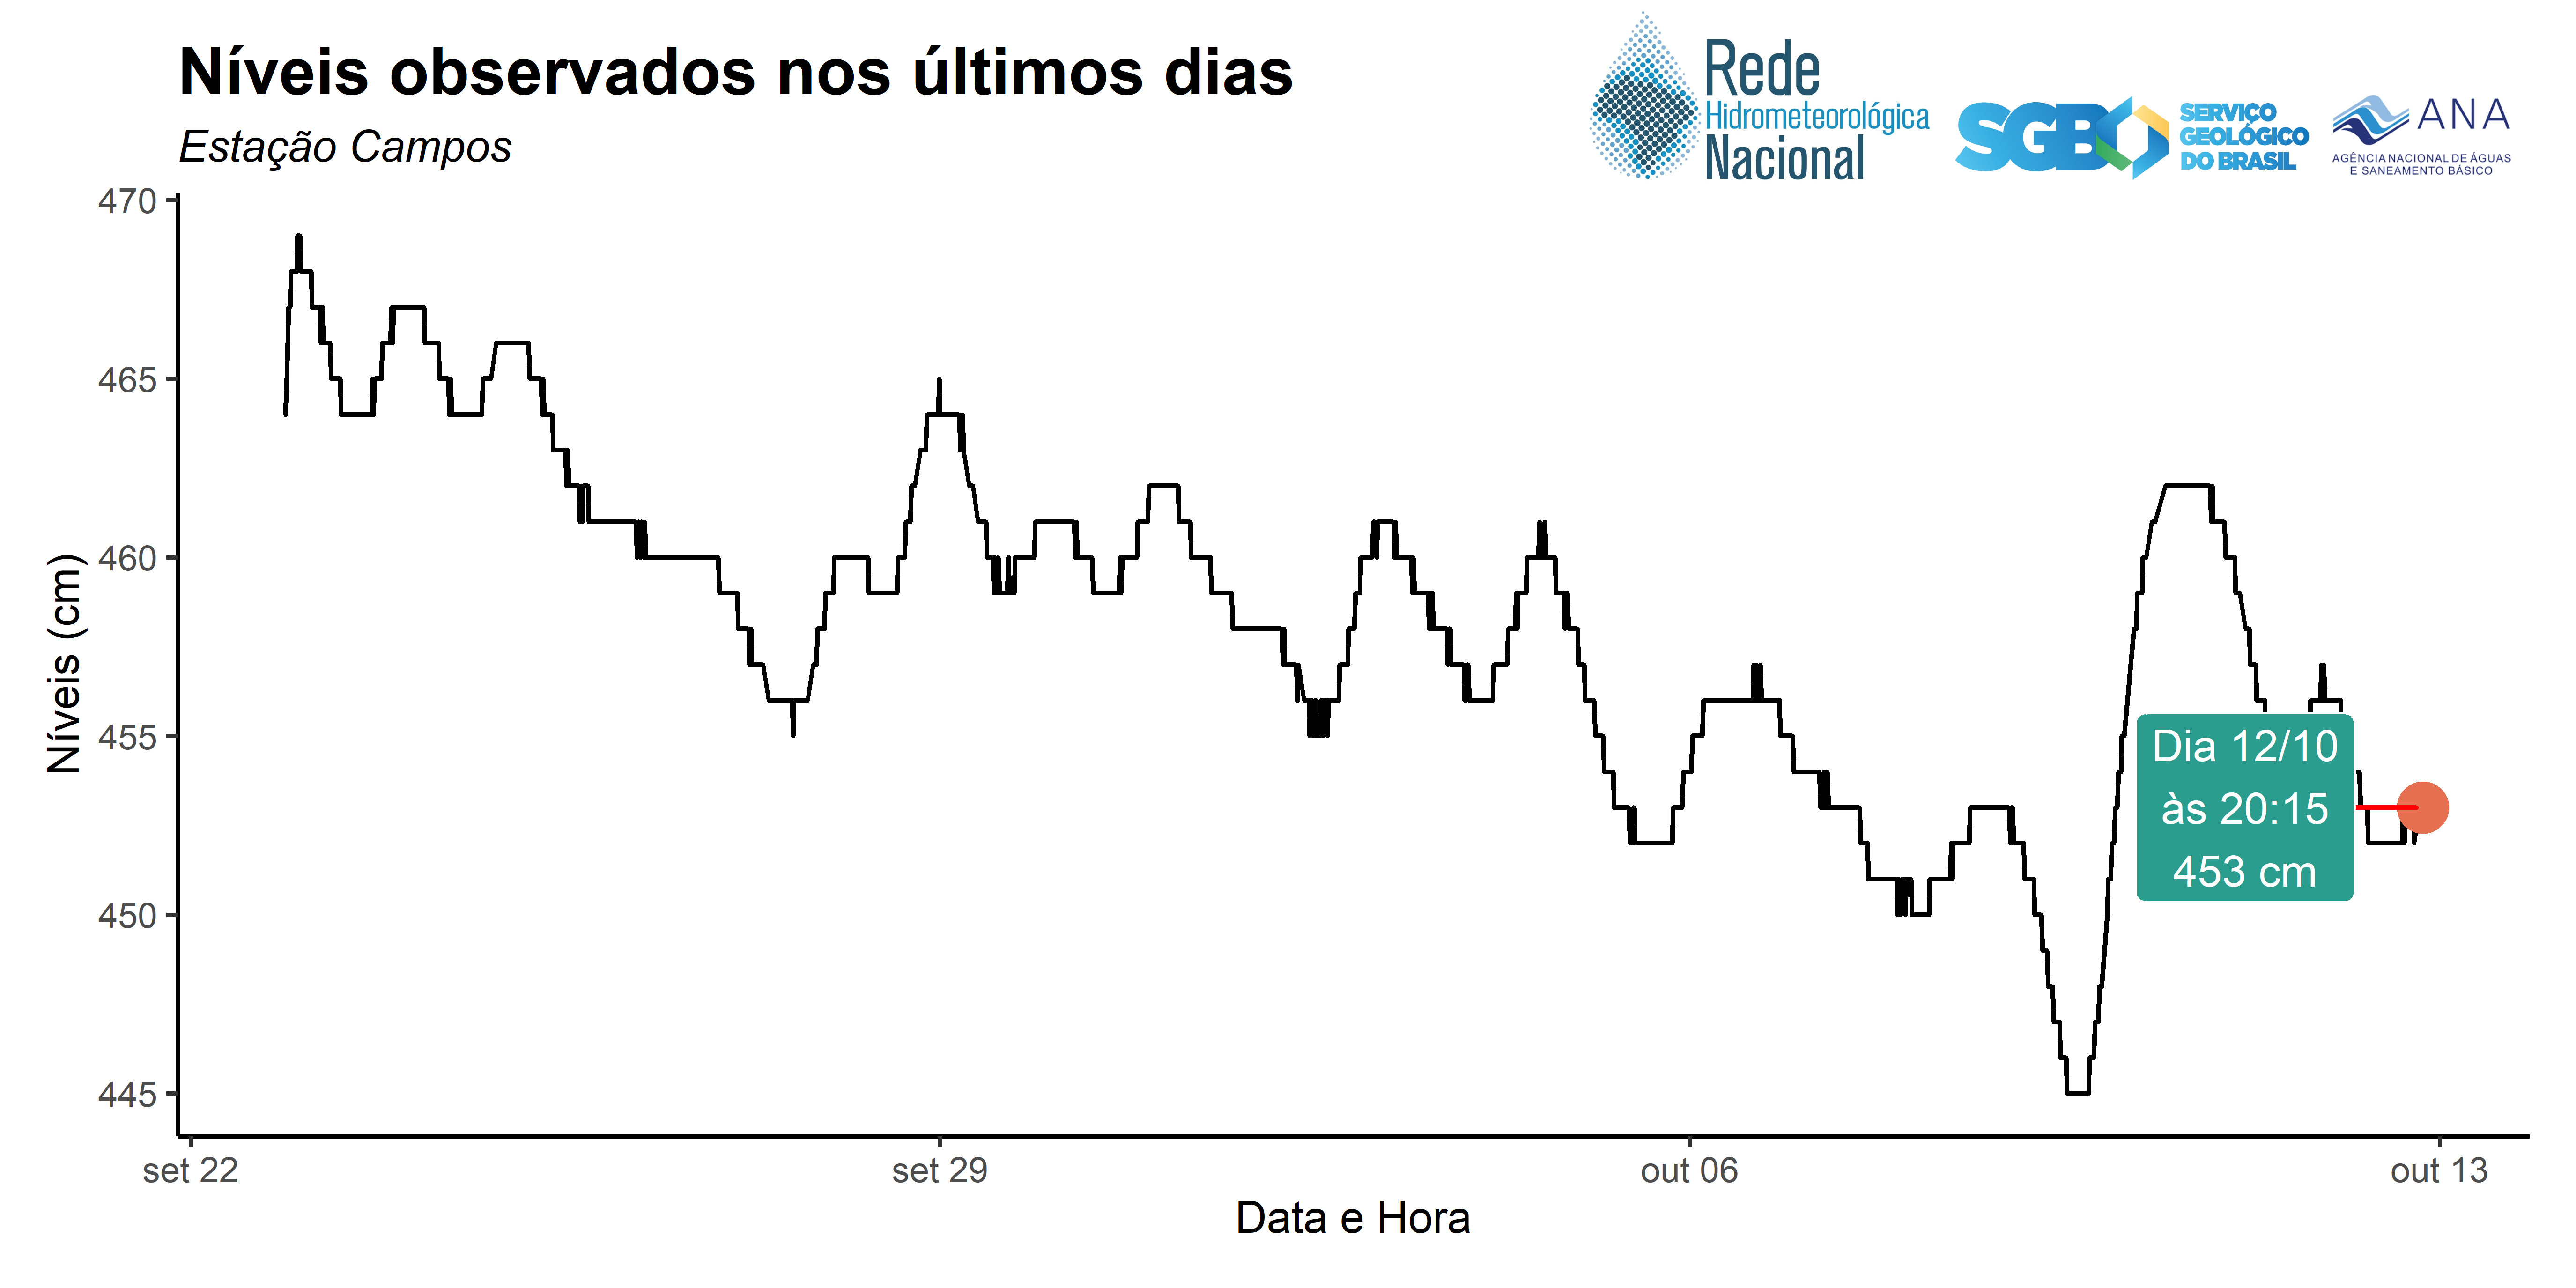 Níveis observados nos últimos dias
Estação Campos
Rede
Hidrometeorológica
Nacional
SGB
SERVIÇO
GEOLÓGICO
DO BRASIL
ANA
AGÊNCIA NACIONAL DE ÁGUAS
E SANEAMENTO BÁSICO
470
465
460
455
450
445
Níveis (cm)
Dia 12/10
às 20:15
453 cm
set 22
set 29
out 06
out 13
Data e Hora